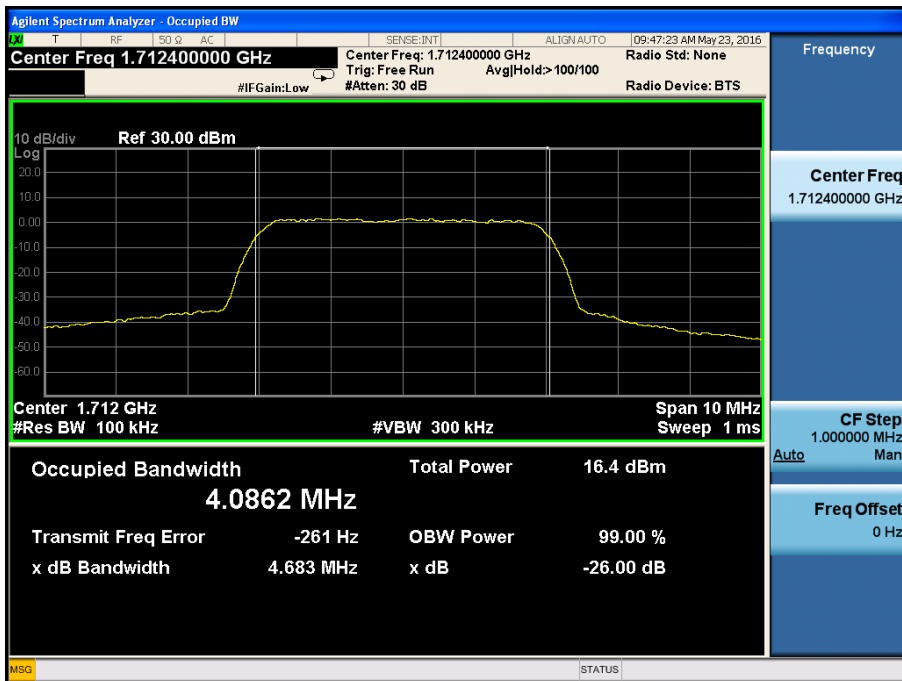 Agilent Spectrum Analyzer - Occupied BW
LXI T RF 50 Ω AC SENSE:INT ALIGN AUTO 09:47:23 AM May 23, 2016
Center Freq 1.712400000 GHz
Center Freq: 1.712400000 GHz
Radio Std: None
Trig: Free Run Avg|Hold:> 100/100
#IFGain:Low
#Atten: 30 dB
Radio Device: BTS
10 dB/div Ref 30.00 dBm
Log
20.0
10.0
0.00
-10.0
-20.0
-30.0
-40.0
-50.0
-60.0
Center 1.712 GHz Span 10 MHz
#Res BW 100 kHz #VBW 300 kHz Sweep 1 ms
Occupied Bandwidth Total Power 16.4 dBm
4.0862 MHz
Transmit Freq Error -261 Hz OBW Power 99.00 %
x dB Bandwidth 4.683 MHz x dB -26.00 dB
MSG STATUS
Frequency
Center Freq
1.712400000 GHz
CF Step
1.000000 MHz
Auto Man
Freq Offset
0 Hz